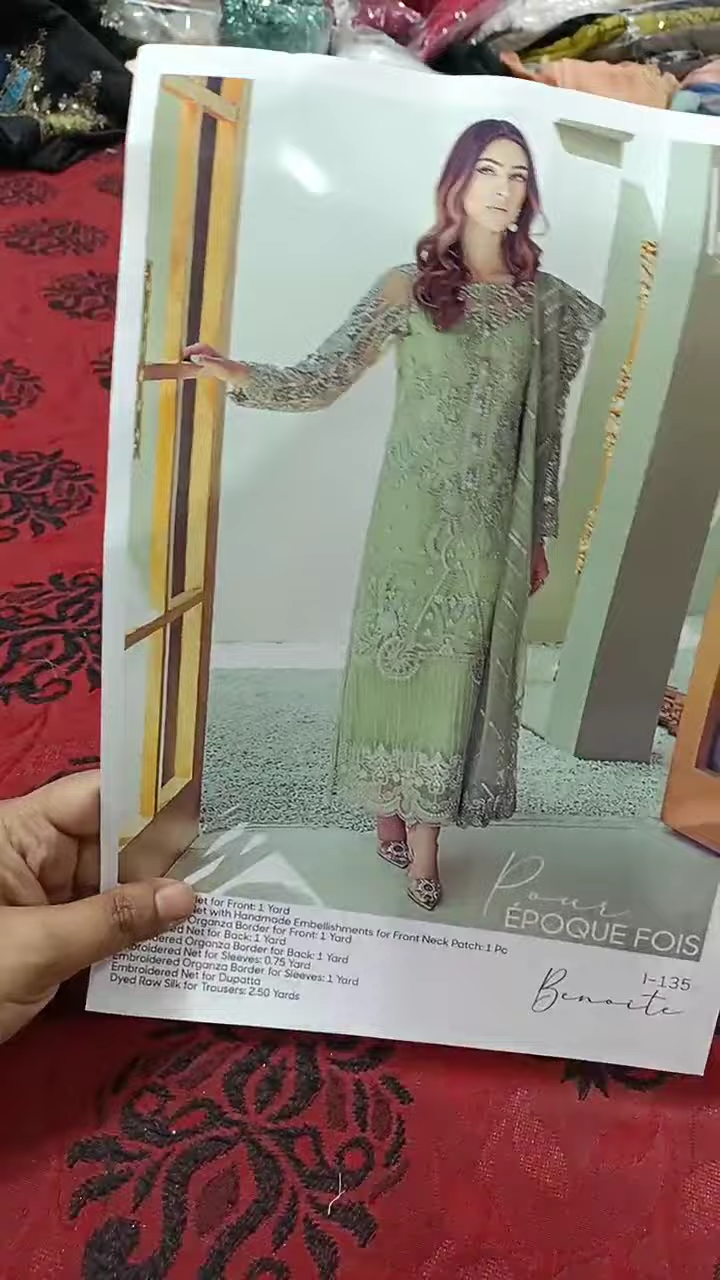 Pour
ÉPOQUE FOIS
let for Front: 1 Yard
et with Handmade Embellishments for Front Neck Patch: 1 Pc
Organza Border for Front: 1 Yard
ed Net for Back: 1 Yard
broidered Organza Border for Back: 1 Yard
mbroidered Net for Sleeves: 0.75 Yard
Embroidered Organza Border for Sleeves: 1 Yard
Embroidered Net for Dupatta
Dyed Raw Silk for Trousers: 2.50 Yards
I-135
Benoite